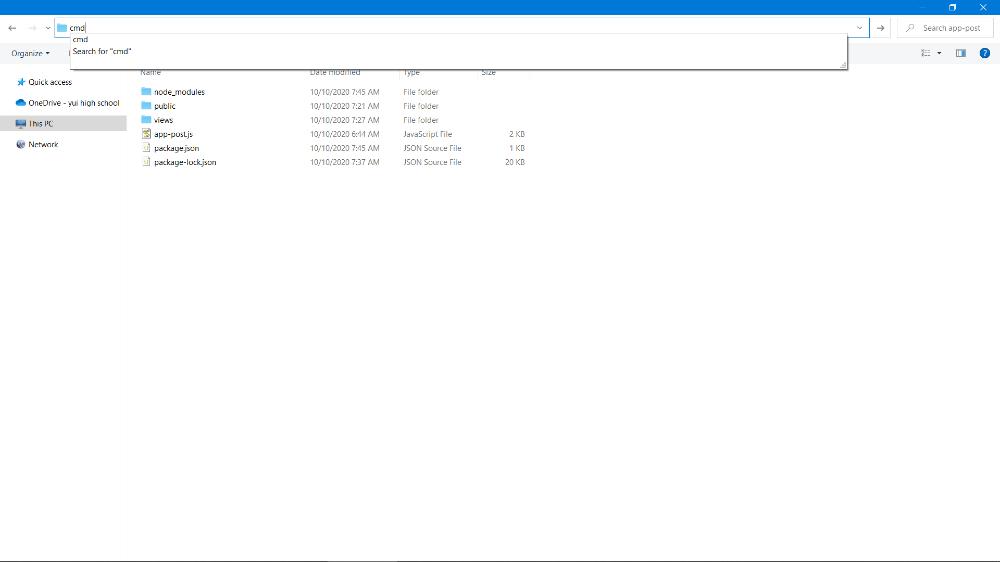 cmd
Search app-post
cmd
Search for "cmd"
Organize
Name Date modified Type Size
Quick access
OneDrive - yui high school
This PC
Network
node_modules 10/10/2020 7:45 AM File folder
public 10/10/2020 7:21 AM File folder
views 10/10/2020 7:27 AM File folder
app-post.js 10/10/2020 6:44 AM JavaScript File 2 KB
package.json 10/10/2020 7:45 AM JSON Source File 1 KB
package-lock.json 10/10/2020 7:37 AM JSON Source File 20 KB